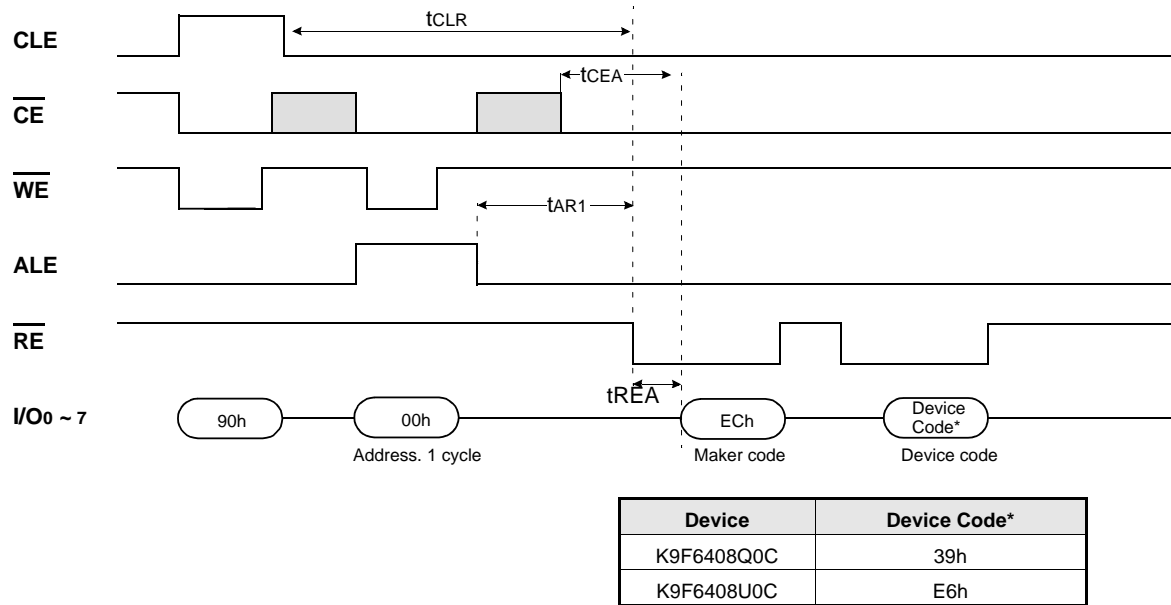 tCLR
CLE
tCEA
CE
WE
tAR1
ALE
RE
tREA
I/O0 ~ 7
90h
00h
ECh
Device
Code*
Address. 1 cycle
Maker code
Device code
Device
Device Code*
K9F6408Q0C
39h
K9F6408U0C
E6h